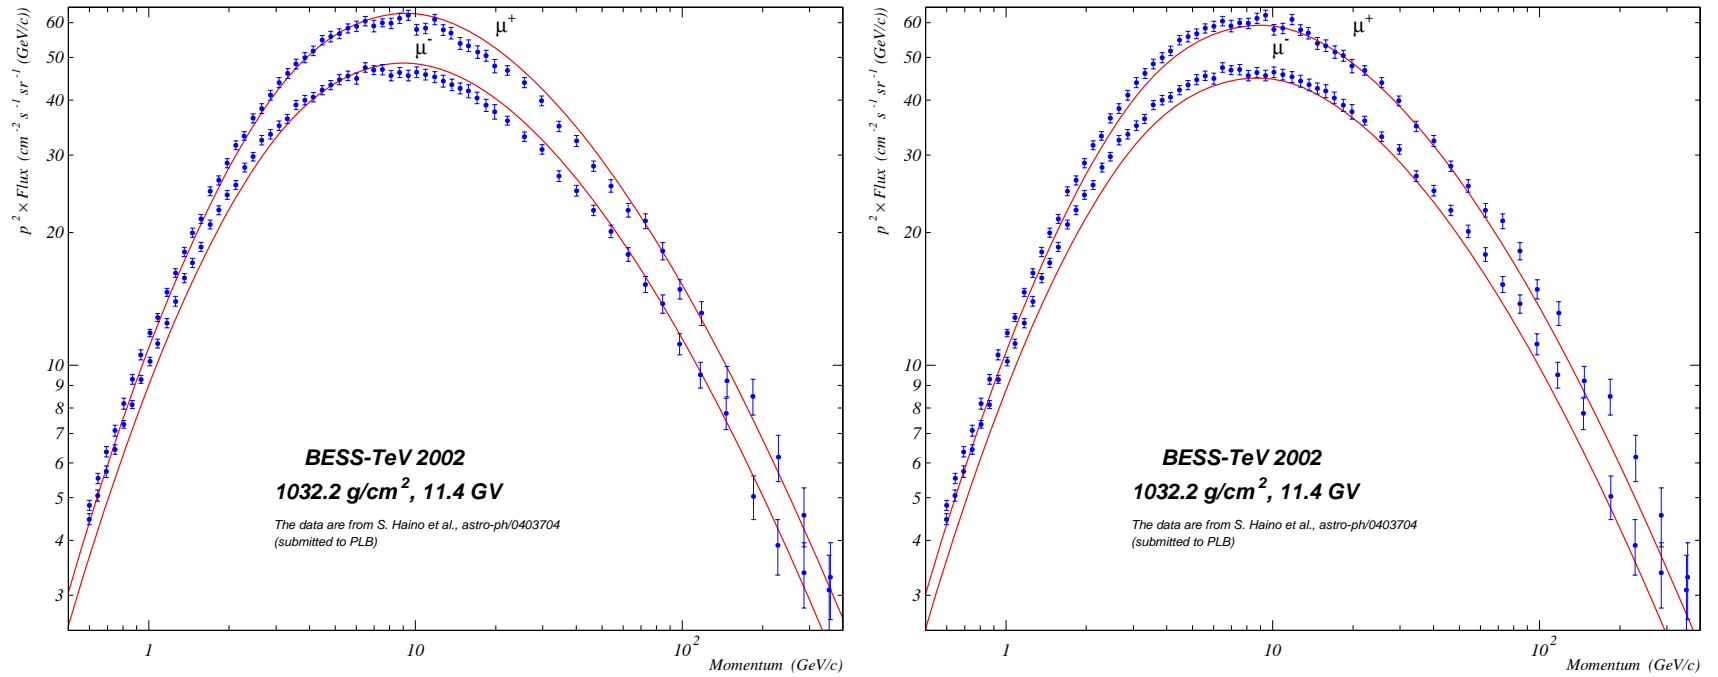 p² × Flux (cm⁻² s⁻¹ sr⁻¹ (GeV/c))
60
50
40
30
20
10
9
8
7
6
5
4
3
μ⁺
μ⁻
BESS-TeV 2002
1032.2 g/cm², 11.4 GV
The data are from S. Haino et al., astro-ph/0403704
(submitted to PLB)
1 10 10²
Momentum (GeV/c)
p² × Flux (cm⁻² s⁻¹ sr⁻¹ (GeV/c))
60
50
40
30
20
10
9
8
7
6
5
4
3
μ⁺
μ⁻
BESS-TeV 2002
1032.2 g/cm², 11.4 GV
The data are from S. Haino et al., astro-ph/0403704
(submitted to PLB)
1 10 10²
Momentum (GeV/c)